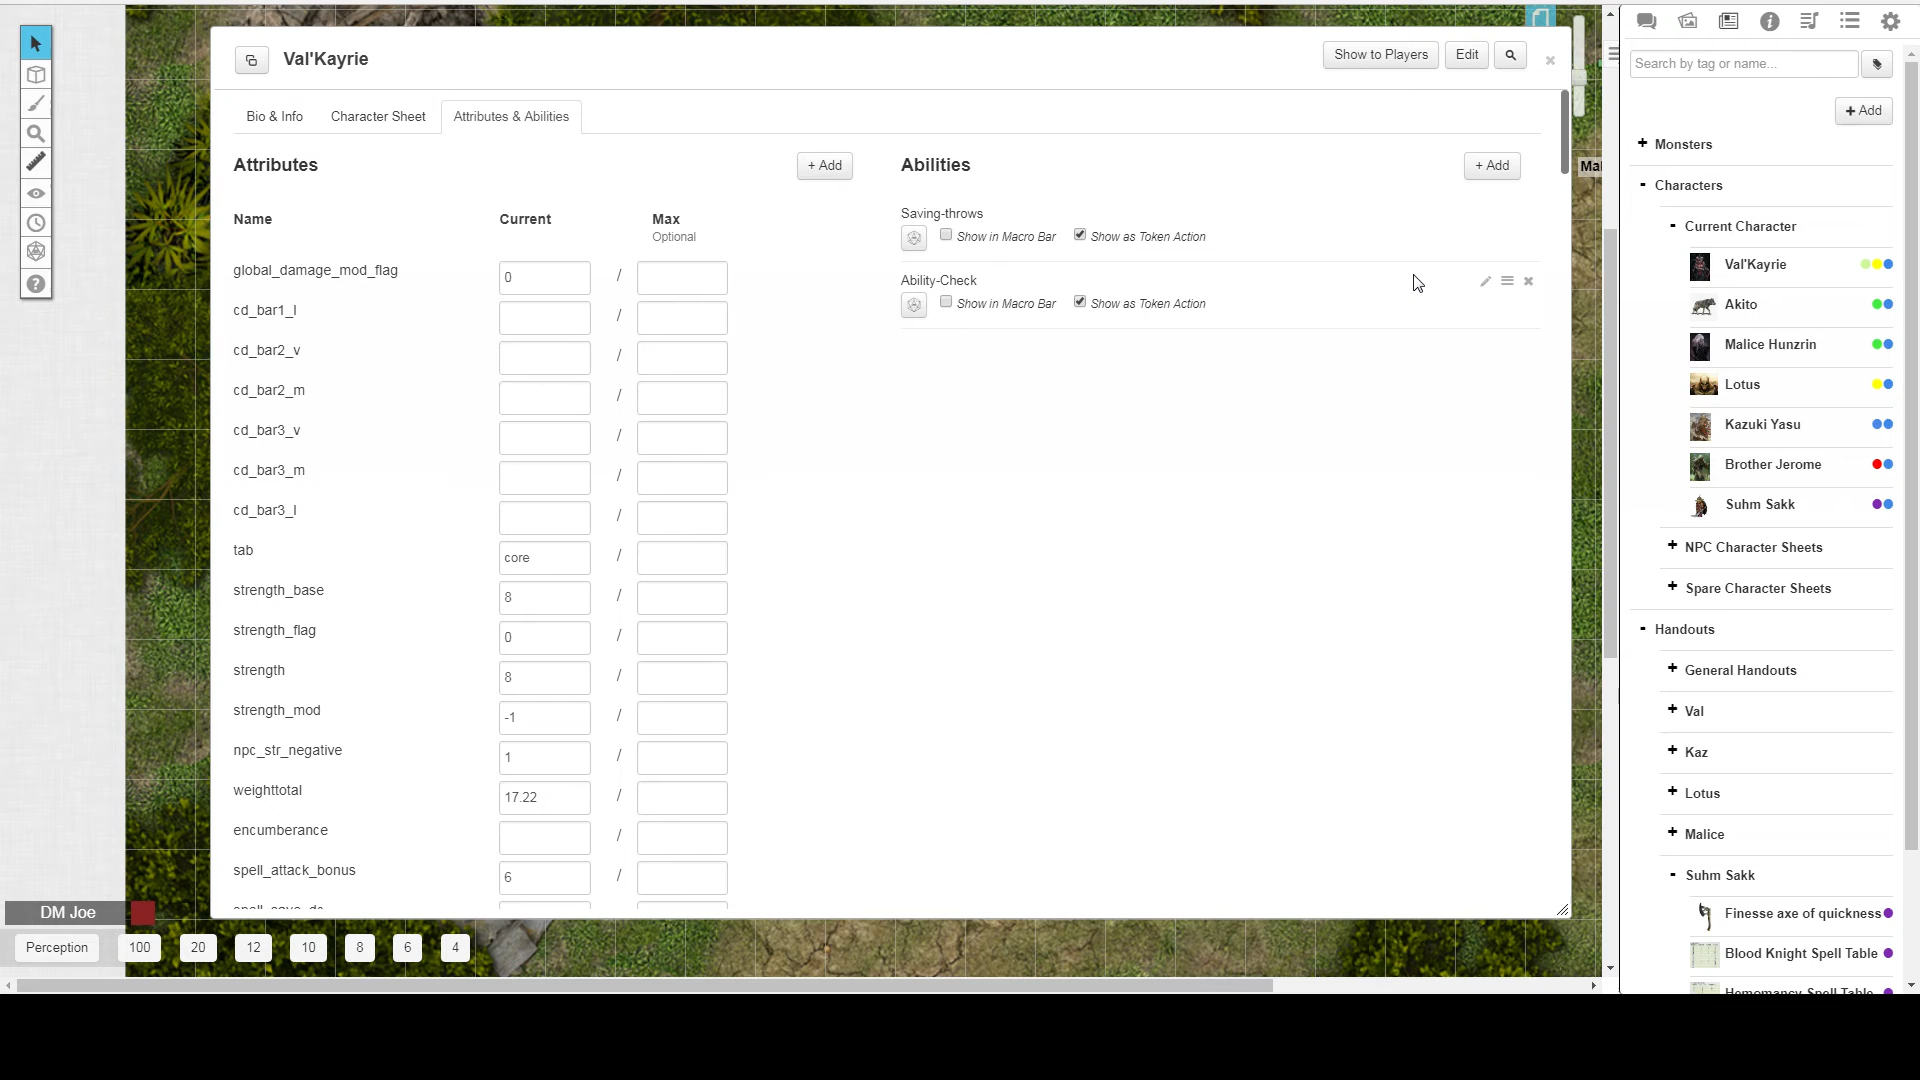 Val'Kayrie
Show to Players
Edit
Bio & Info
Character Sheet
Attributes & Abilities
Attributes
+ Add
Name
Current
Max
Optional
global_damage_mod_flag
0
/
cd_bar1_l
/
cd_bar2_v
/
cd_bar2_m
/
cd_bar3_v
/
cd_bar3_m
/
cd_bar3_l
/
tab
core
/
strength_base
8
/
strength_flag
0
/
strength
8
/
strength_mod
-1
/
npc_str_negative
1
/
weighttotal
17.22
/
encumberance
/
spell_attack_bonus
6
/
Abilities
+ Add
Saving-throws
Show in Macro Bar
Show as Token Action
Ability-Check
Show in Macro Bar
Show as Token Action
DM Joe
Perception
100
20
12
10
8
6
4
Search by tag or name...
+ Add
+ Monsters
- Characters
- Current Character
Val'Kayrie
Akito
Malice Hunzrin
Lotus
Kazuki Yasu
Brother Jerome
Suhm Sakk
+ NPC Character Sheets
+ Spare Character Sheets
- Handouts
+ General Handouts
+ Val
+ Kaz
+ Lotus
+ Malice
- Suhm Sakk
Finesse axe of quickness
Blood Knight Spell Table
Hemomancy Spell Table